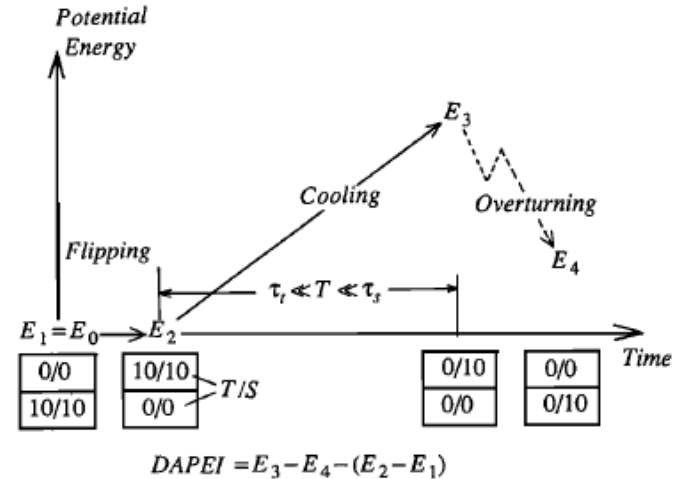 Potential
Energy
E₃
Cooling
Overturning
Flipping
E₄
τₜ ≪ T ≪ τₛ
E₁ = E₀
E₂
Time
0/0
10/10
10/10
0/0
T/S
0/10
0/0
0/0
0/10
DAPEI = E₃ − E₄ − (E₂ − E₁)